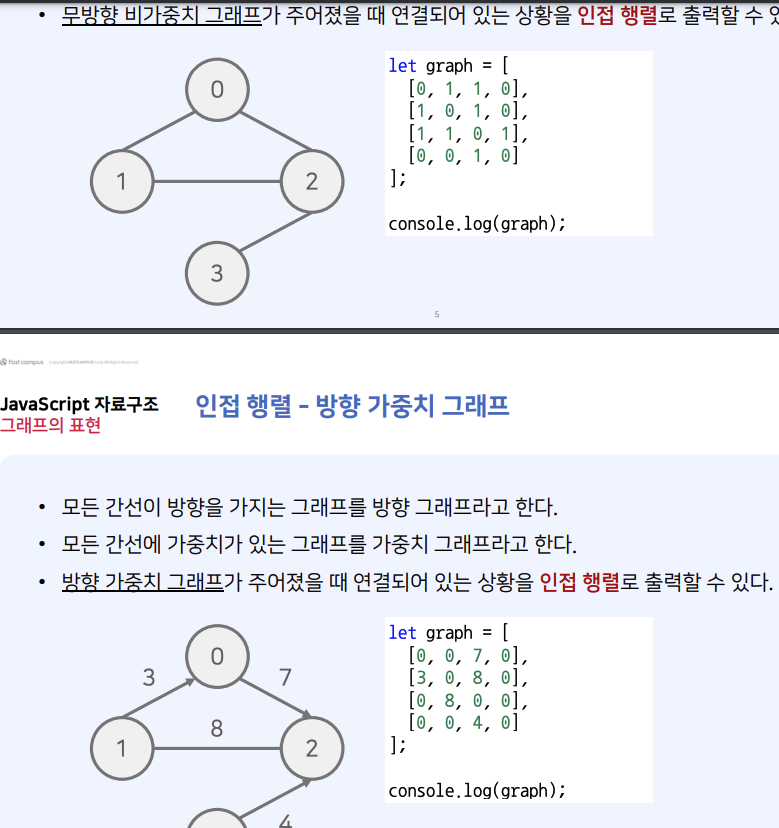 • 무방향 비가중치 그래프가 주어졌을 때 연결되어 있는 상황을 인접 행렬로 출력할 수
let graph = [
[0, 1, 1, 0],
[1, 0, 1, 0],
[1, 1, 0, 1],
[0, 0, 1, 0]
];
console.log(graph);
0
1
2
3
5
fast campus
JavaScript 자료구조
그래프의 표현
인접 행렬 – 방향 가중치 그래프
• 모든 간선이 방향을 가지는 그래프를 방향 그래프라고 한다.
• 모든 간선에 가중치가 있는 그래프를 가중치 그래프라고 한다.
• 방향 가중치 그래프가 주어졌을 때 연결되어 있는 상황을 인접 행렬로 출력할 수 있다.
let graph = [
[0, 0, 7, 0],
[3, 0, 8, 0],
[0, 8, 0, 0],
[0, 0, 4, 0]
];
console.log(graph);
0
3
7
8
1
2
4